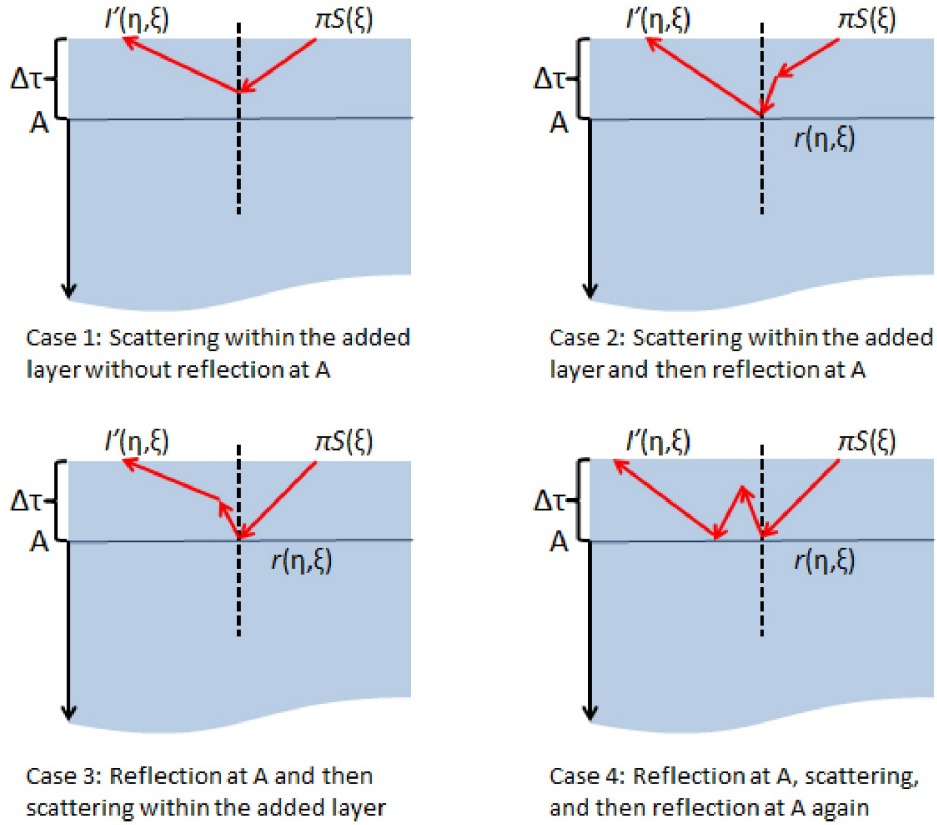 I'(η,ξ) πS(ξ)
Δτ
A
Case 1: Scattering within the added
layer without reflection at A
I'(η,ξ) πS(ξ)
Δτ
A
r(η,ξ)
Case 2: Scattering within the added
layer and then reflection at A
I'(η,ξ) πS(ξ)
Δτ
A
r(η,ξ)
Case 3: Reflection at A and then
scattering within the added layer
I'(η,ξ) πS(ξ)
Δτ
A
r(η,ξ)
Case 4: Reflection at A, scattering,
and then reflection at A again